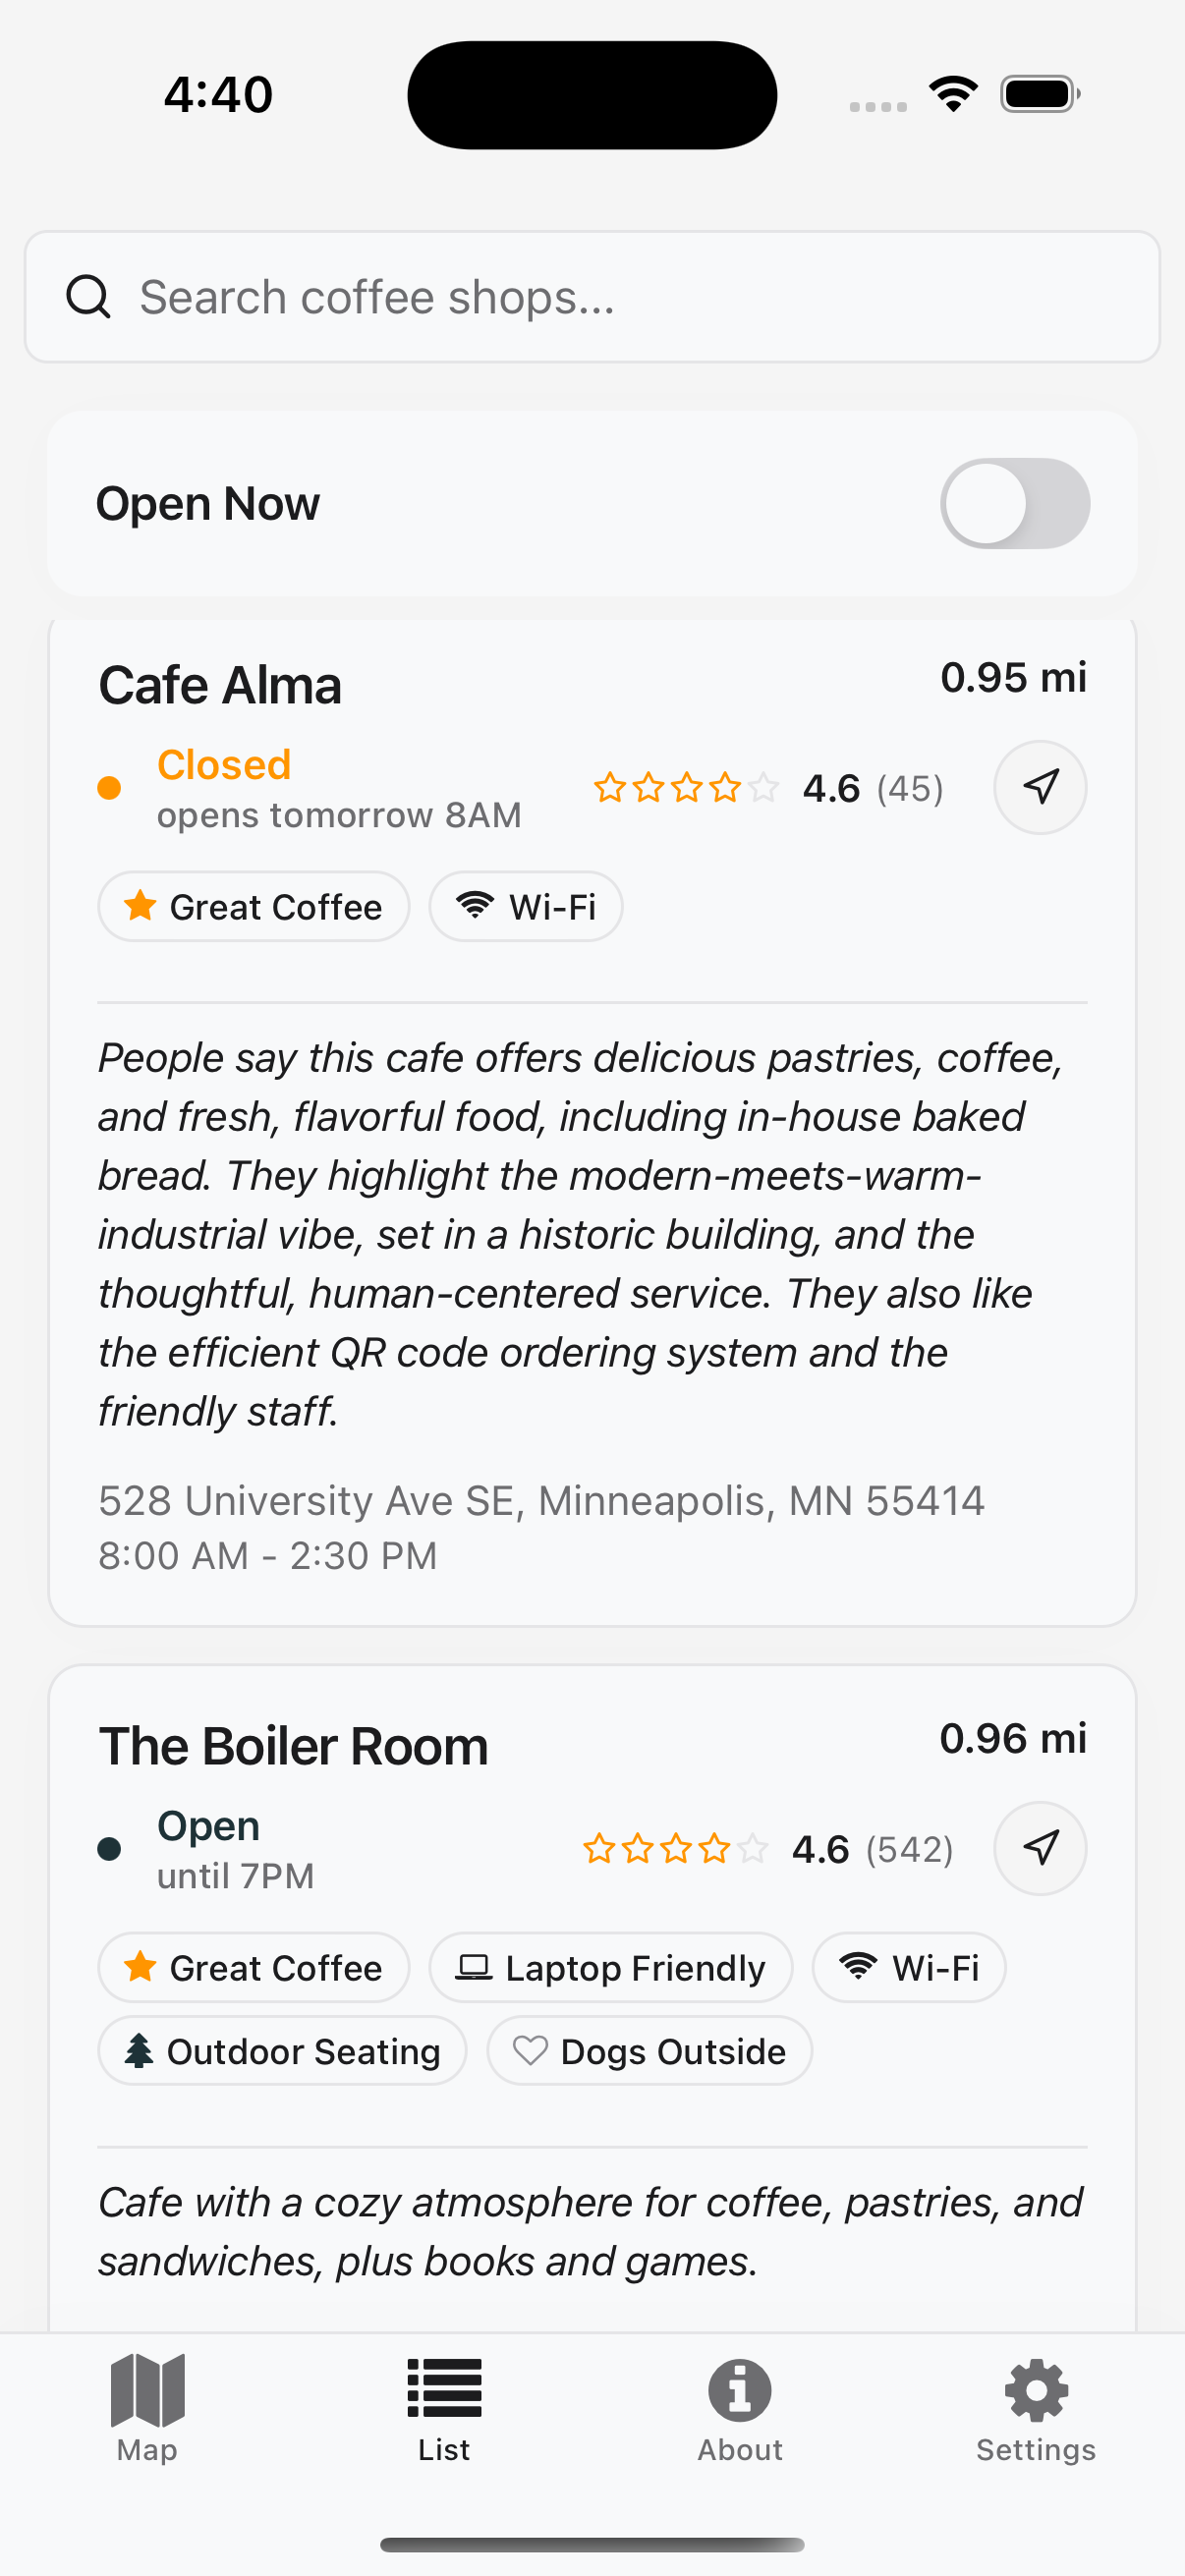 4:40
Search coffee shops...
Open Now
Cafe Alma
0.95 mi
Closed
opens tomorrow 8AM
4.6 (45)
Great Coffee
Wi-Fi
People say this cafe offers delicious pastries, coffee,
and fresh, flavorful food, including in-house baked
bread. They highlight the modern-meets-warm-
industrial vibe, set in a historic building, and the
thoughtful, human-centered service. They also like
the efficient QR code ordering system and the
friendly staff.
528 University Ave SE, Minneapolis, MN 55414
8:00 AM - 2:30 PM
The Boiler Room
0.96 mi
Open
until 7PM
4.6 (542)
Great Coffee
Laptop Friendly
Wi-Fi
Outdoor Seating
Dogs Outside
Cafe with a cozy atmosphere for coffee, pastries, and
sandwiches, plus books and games.
Map
List
About
Settings